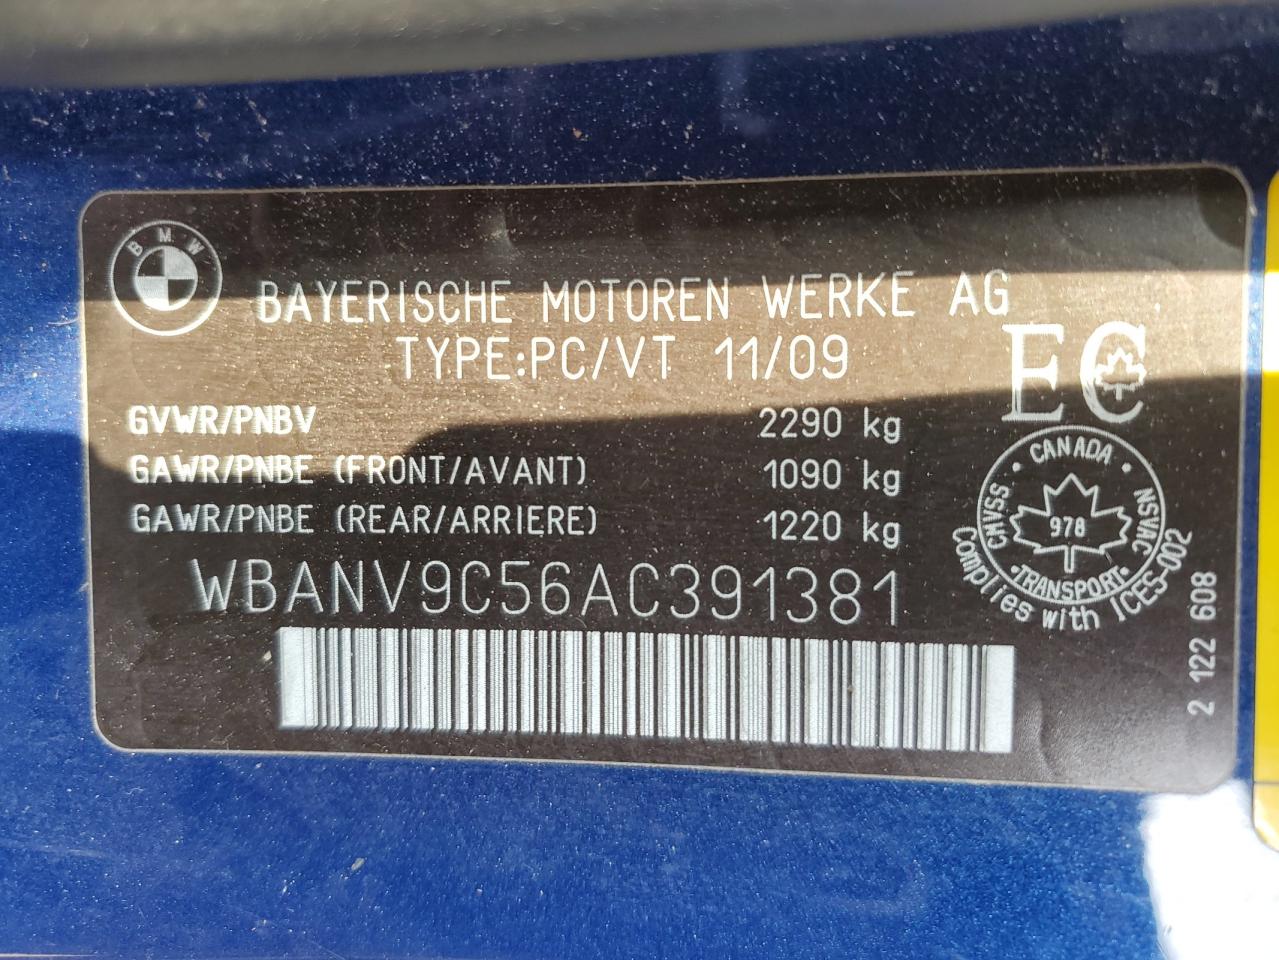 BMW
BAYERISCHE MOTOREN WERKE AG
TYPE:PC/VT 11/09
EC
GVWR/PNBV 2290 kg
GAWR/PNBE (FRONT/AVANT) 1090 kg
GAWR/PNBE (REAR/ARRIERE) 1220 kg
WBANV9C56AC391381
CANADA
CMVSS 978 NSVAC
TRANSPORT
Complies with ICES-002
2 122 608